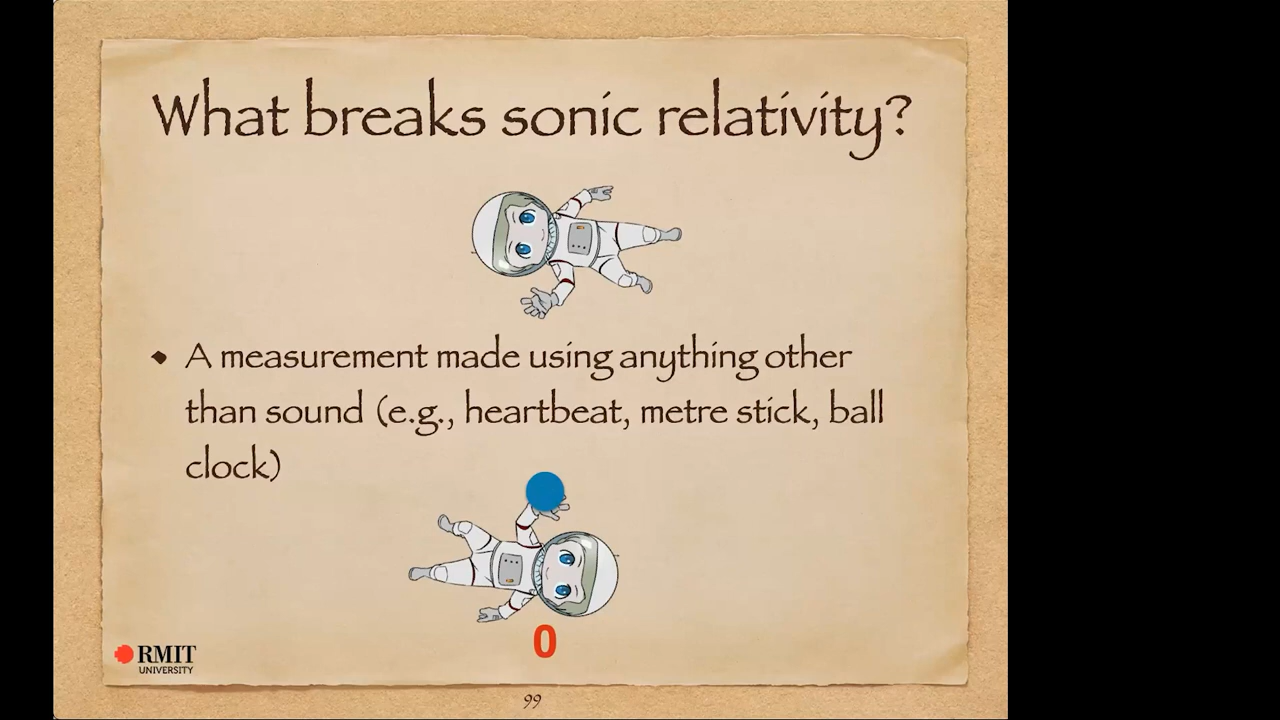 What breaks sonic relativity?
◆ A measurement made using anything other
than sound (e.g., heartbeat, metre stick, ball
clock)
0
RMIT
UNIVERSITY
99